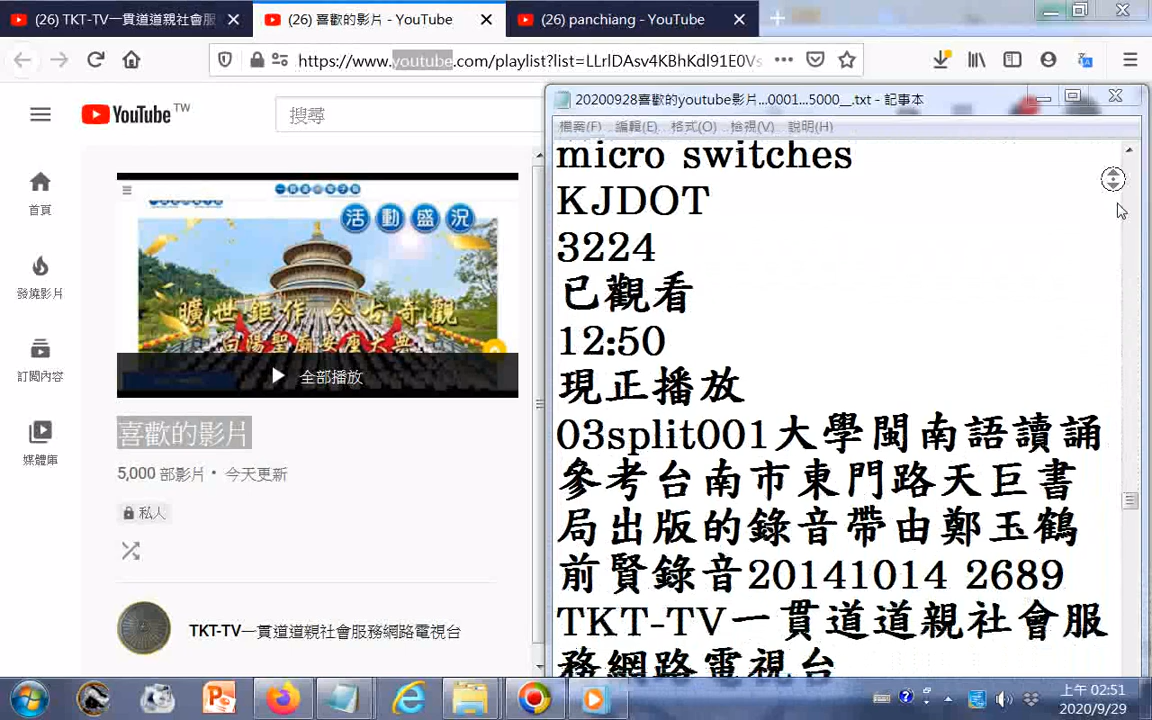 (26) TKT-TV一貫道道親社會服
(26) 喜歡的影片 - YouTube
(26) panchiang - YouTube
https://www.youtube.com/playlist?list=LLrlDAsv4KBhKdl91E0Vs
YouTube TW
搜尋
首頁
發燒影片
訂閱內容
媒體庫
活動盛況
曠世鉅作 今古奇觀
全部播放
喜歡的影片
5,000 部影片・今天更新
私人
TKT-TV一貫道道親社會服務網路電視台
20200928喜歡的youtube影片...0001...5000__.txt - 記事本
檔案(F) 編輯(E) 格式(O) 檢視(V) 說明(H)
micro switches
KJDOT
3224
已觀看
12:50
現正播放
03split001大學閩南語讀誦
參考台南市東門路天巨書
局出版的錄音帶由鄭玉鶴
前賢錄音20141014 2689
TKT-TV一貫道道親社會服
務網路電視台
上午 02:51
2020/9/29